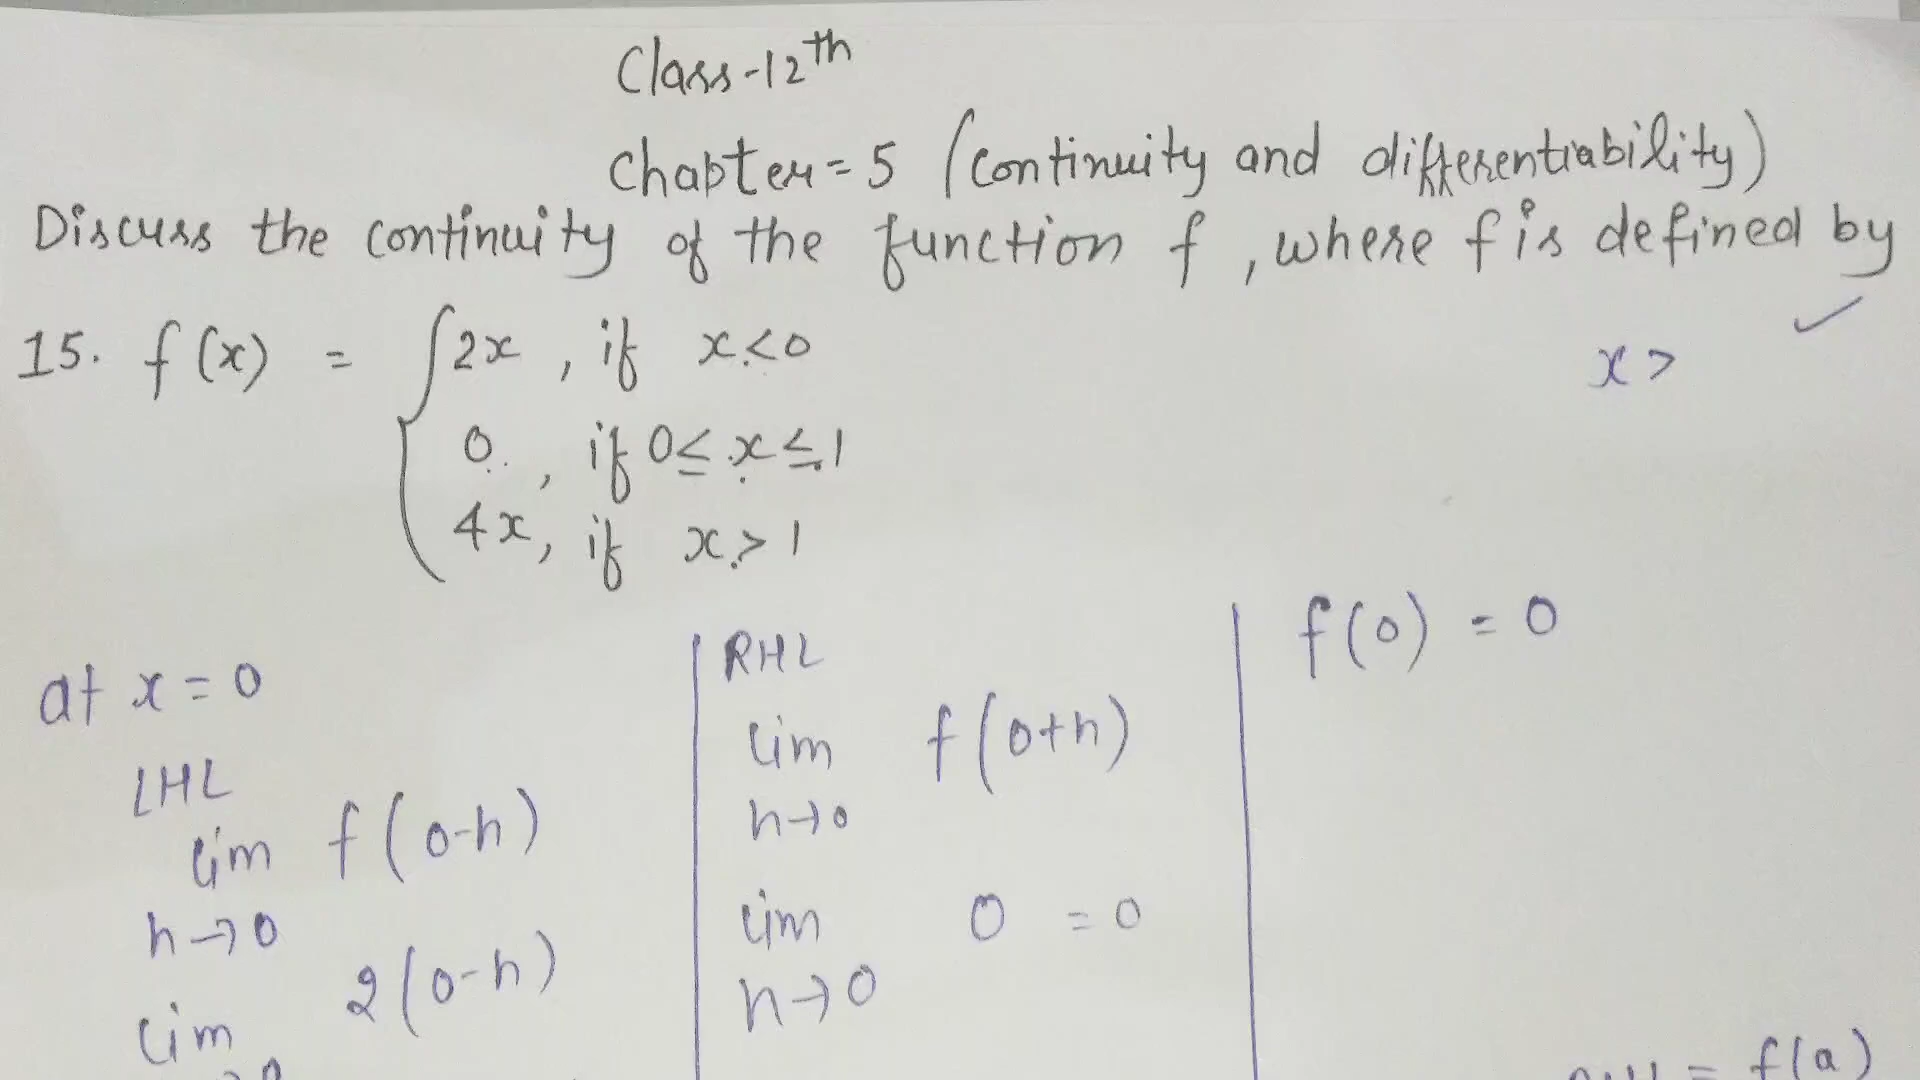 Class-12th
Chapter=5 (Continuity and differentiability)
Discuss the continuity of the function f, where f is defined by
15. f(x) = {2x, if x<0
x>
0, if 0≤x≤1
4x, if x>1
at x=0
LHL
lim f(0-h)
h→0
lim 2(0-h)
RHL
lim f(0+h)
h→0
lim 0 =0
h→0
f(0) = 0
= f(a)